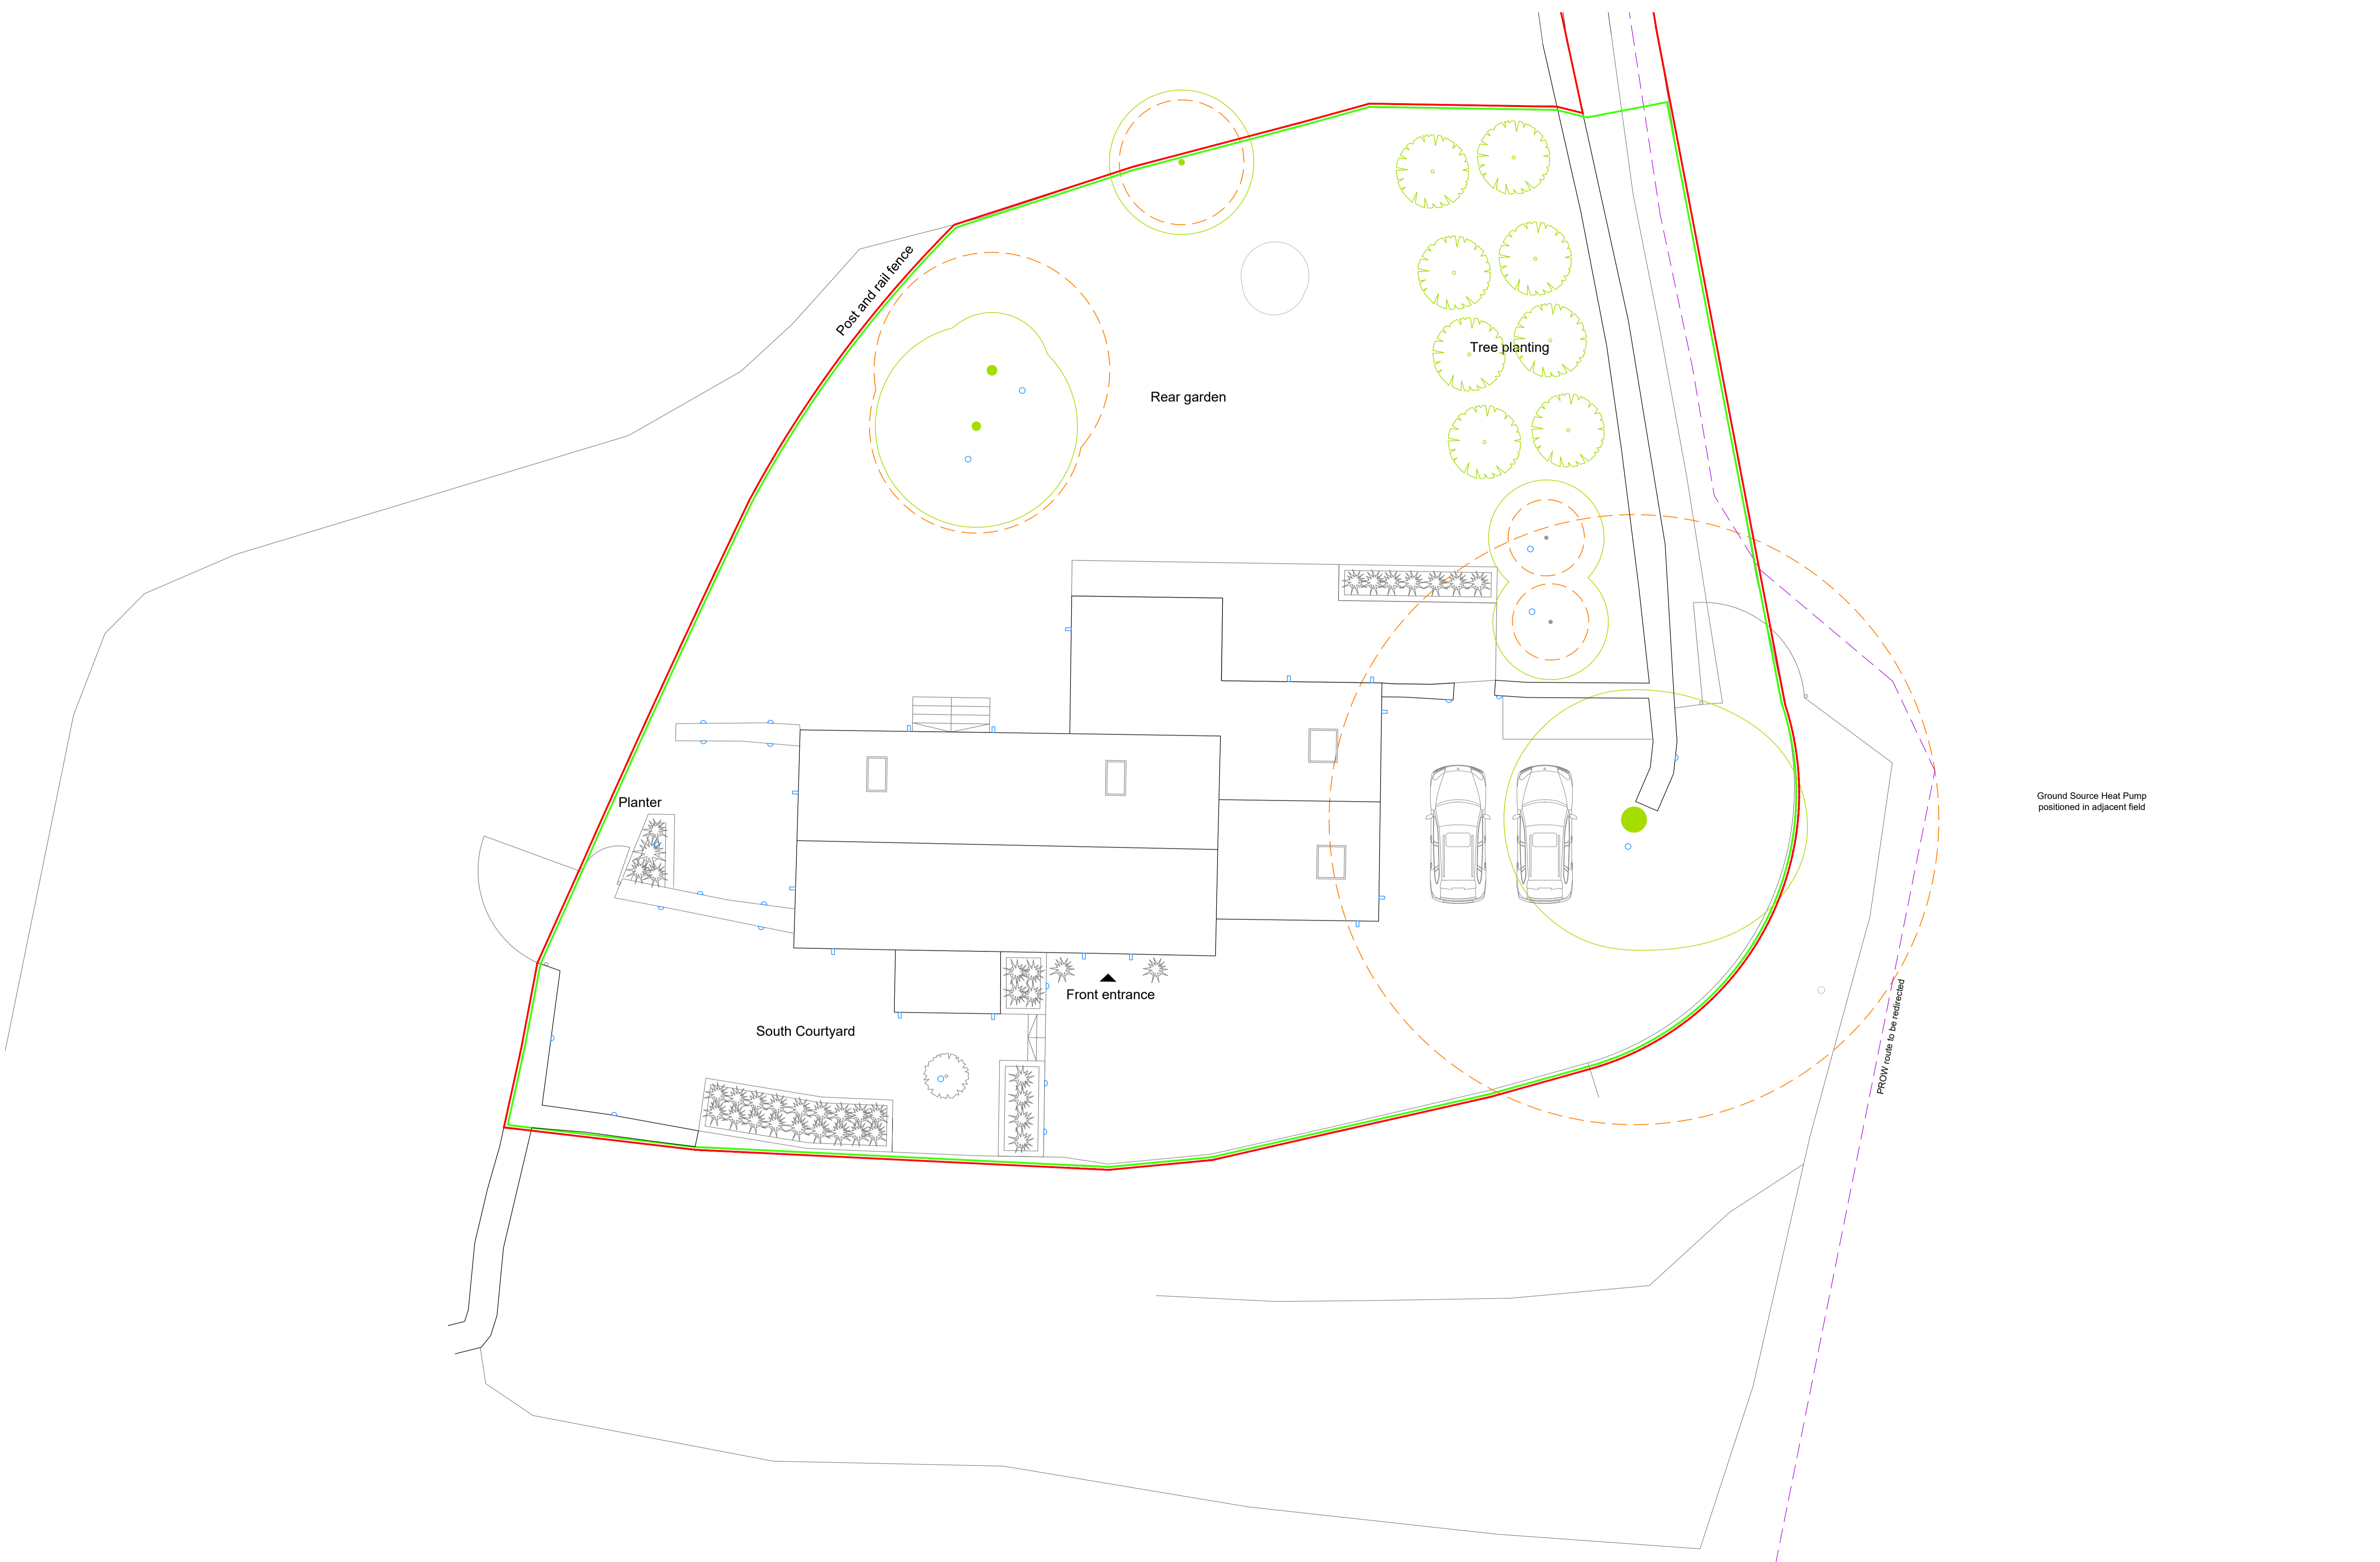 Post and rail fence
Tree planting
Rear garden
Planter
Ground Source Heat Pump
positioned in adjacent field
Front entrance
South Courtyard
PROW route to be redirected